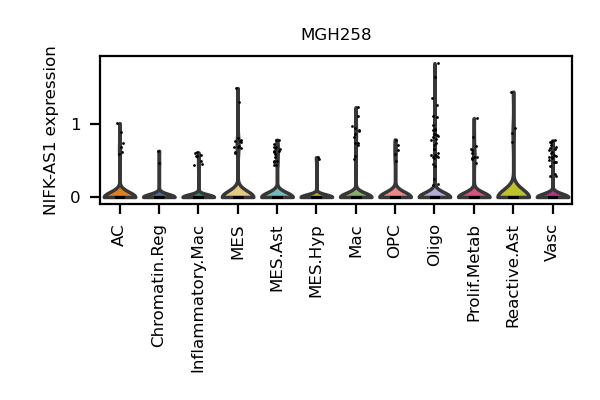 MGH258
NIFK-AS1 expression
1
0
AC
Chromatin.Reg
Inflammatory.Mac
MES
MES.Ast
MES.Hyp
Mac
OPC
Oligo
Prolif.Metab
Reactive.Ast
Vasc